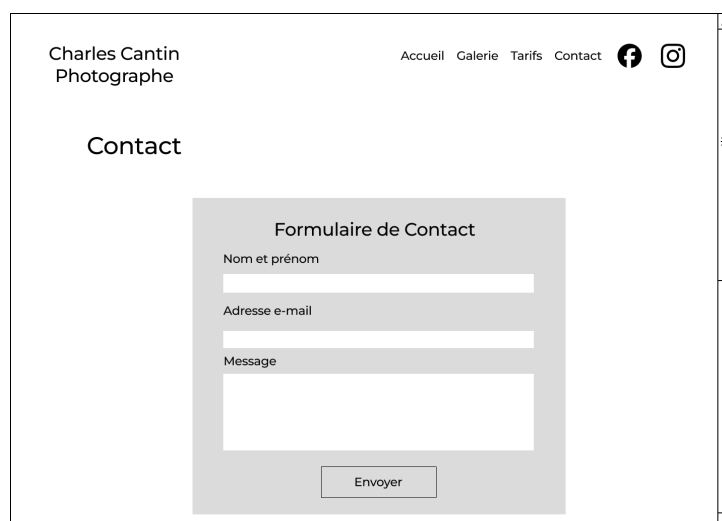 Charles Cantin
Photographe
Accueil Galerie Tarifs Contact
Contact
Formulaire de Contact
Nom et prénom
Adresse e-mail
Message
Envoyer